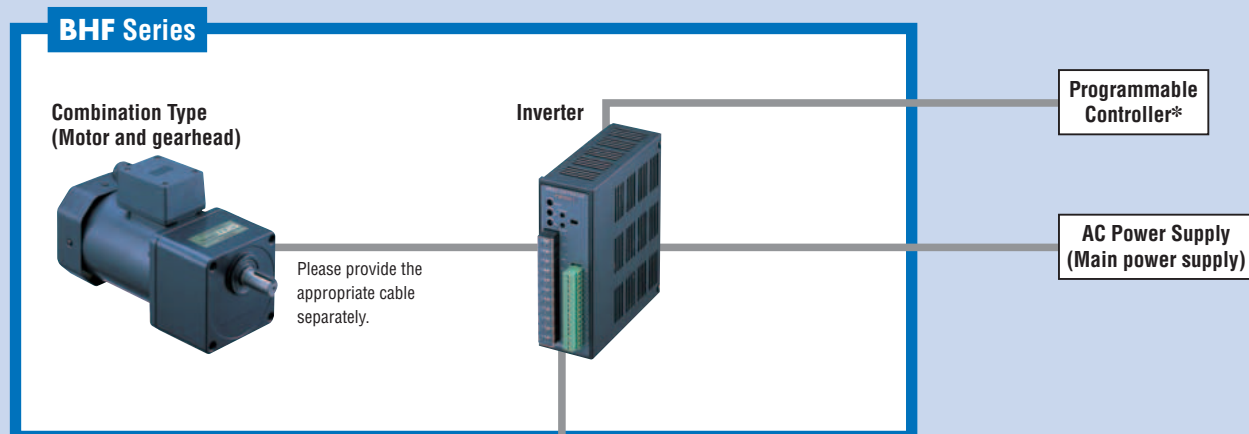 BHF Series
Combination Type
(Motor and gearhead)
Inverter
Programmable
Controller*
Please provide the
appropriate cable
separately.
AC Power Supply
(Main power supply)